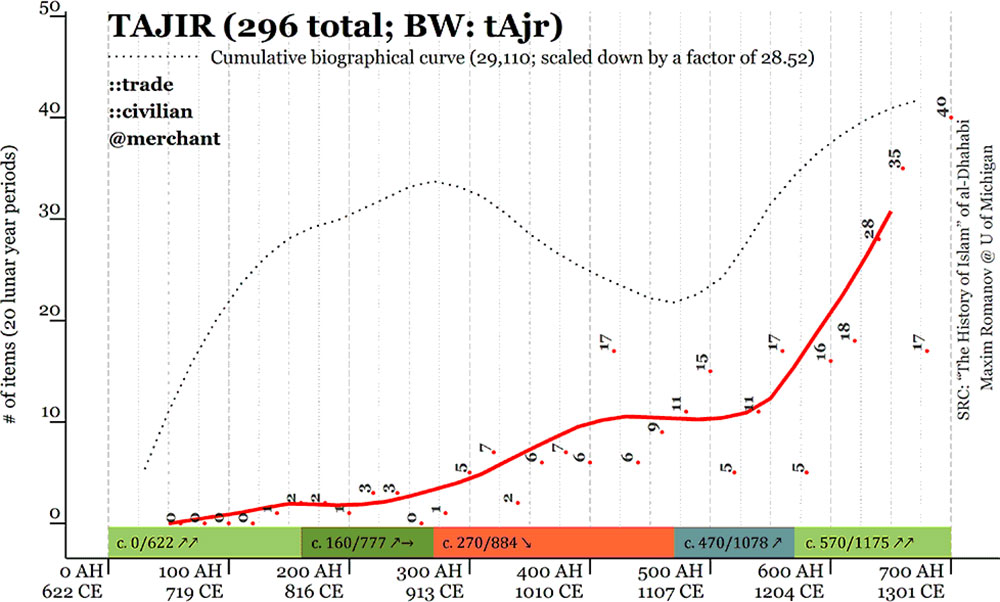 TAJIR (296 total; BW: tAjr)
Cumulative biographical curve (29,110; scaled down by a factor of 28.52)
::trade
::civilian
@merchant
# of items (20 lunar year periods)
50
40
30
20
10
0
0
0
0
0
1
2
2
1
3
3
0
1
5
7
2
6
7
6
17
6
9
11
15
5
11
17
5
16
18
28
35
17
40
c. 0/622 ↗↗
c. 160/777 ↗→
c. 270/884 ↘
c. 470/1078 ↗
c. 570/1175 ↗↗
0 AH 100 AH 200 AH 300 AH 400 AH 500 AH 600 AH 700 AH
622 CE 719 CE 816 CE 913 CE 1010 CE 1107 CE 1204 CE 1301 CE
SRC: "The History of Islam" of al-Dhahabi
Maxim Romanov @ U of Michigan